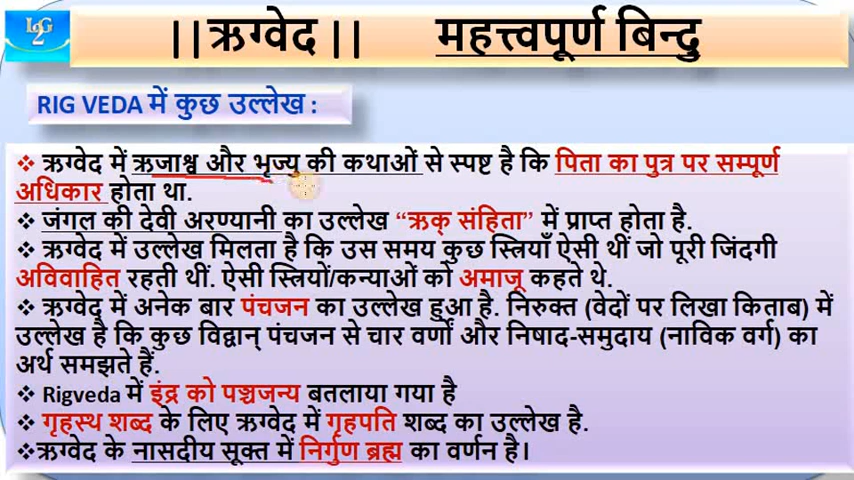 L2G
||ऋग्वेद || महत्त्वपूर्ण बिन्दु
RIG VEDA में कुछ उल्लेख :
❖ ऋग्वेद में ऋजाश्व और भृज्यु की कथाओं से स्पष्ट है कि पिता का पुत्र पर सम्पूर्ण
अधिकार होता था.
❖ जंगल की देवी अरण्यानी का उल्लेख “ऋक् संहिता” में प्राप्त होता है.
❖ ऋग्वेद में उल्लेख मिलता है कि उस समय कुछ स्त्रियाँ ऐसी थीं जो पूरी जिंदगी
अविवाहित रहती थीं. ऐसी स्त्रियों/कन्याओं को अमाजू कहते थे.
❖ ऋग्वेद में अनेक बार पंचजन का उल्लेख हुआ है. निरुक्त (वेदों पर लिखा किताब) में
उल्लेख है कि कुछ विद्वान् पंचजन से चार वर्णों और निषाद-समुदाय (नाविक वर्ग) का
अर्थ समझते हैं.
❖ Rigveda में इंद्र को पञ्चजन्य बतलाया गया है
❖ गृहस्थ शब्द के लिए ऋग्वेद में गृहपति शब्द का उल्लेख है.
❖ऋग्वेद के नासदीय सूक्त में निर्गुण ब्रह्म का वर्णन है।